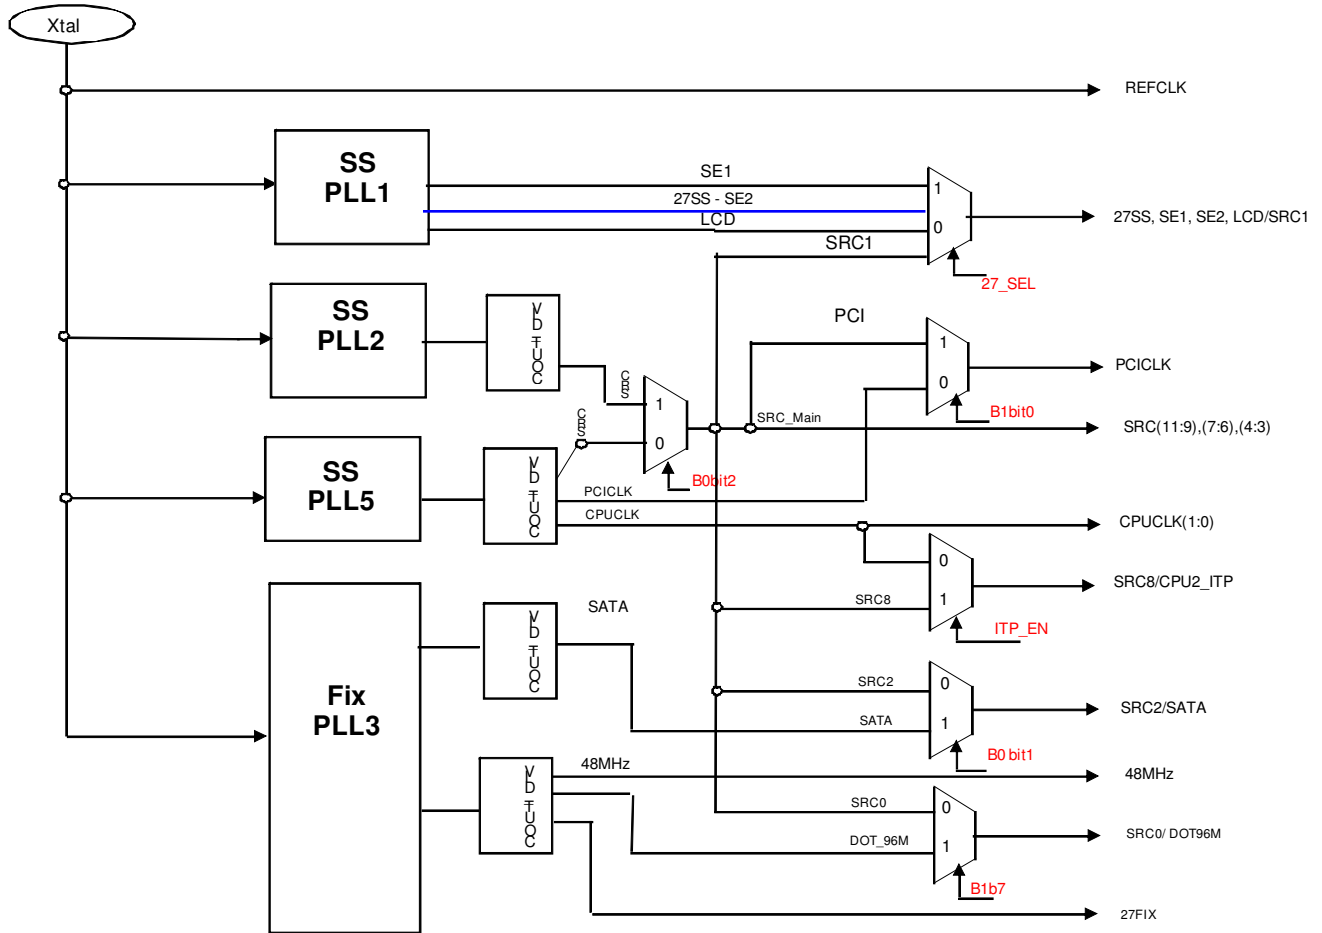 Xtal
REFCLK
SS
PLL1
SE1
27SS - SE2
LCD
SRC1
1
0
27SS, SE1, SE2, LCD/SRC1
27_SEL
SS
PLL2
PCI
1
0
PCICLK
B1bit0
1
0
SRC_Main
SRC(11:9),(7:6),(4:3)
B0bit2
SS
PLL5
PCICLK
CPUCLK
CPUCLK(1:0)
0
SRC8
1
SRC8/CPU2_ITP
ITP_EN
SATA
Fix
PLL3
SRC2
0
SATA
1
SRC2/SATA
B0 bit1
48MHz
48MHz
SRC0
0
DOT_96M
1
SRC0/ DOT96M
B1b7
27FIX